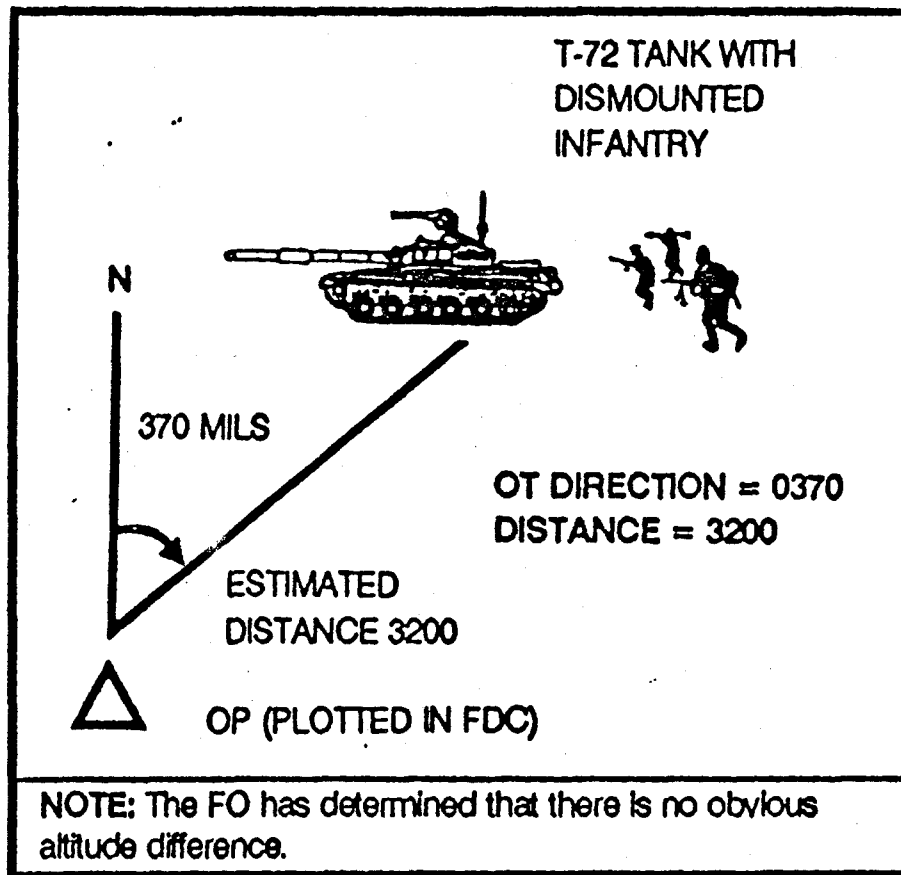 T-72 TANK WITH
DISMOUNTED
INFANTRY
N
370 MILS
OT DIRECTION = 0370
DISTANCE = 3200
ESTIMATED
DISTANCE 3200
OP (PLOTTED IN FDC)
NOTE: The FO has determined that there is no obvious
altitude difference.